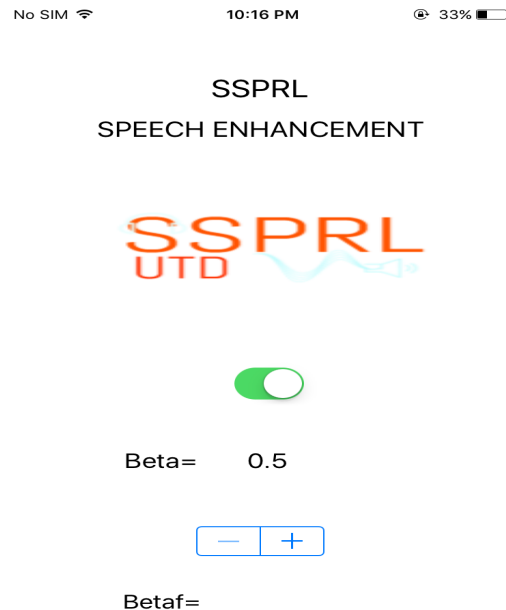 No SIM 10:16 PM 33%
SSPRL
SPEECH ENHANCEMENT
SSPRL
UTD
Beta= 0.5
− +
Betaf=